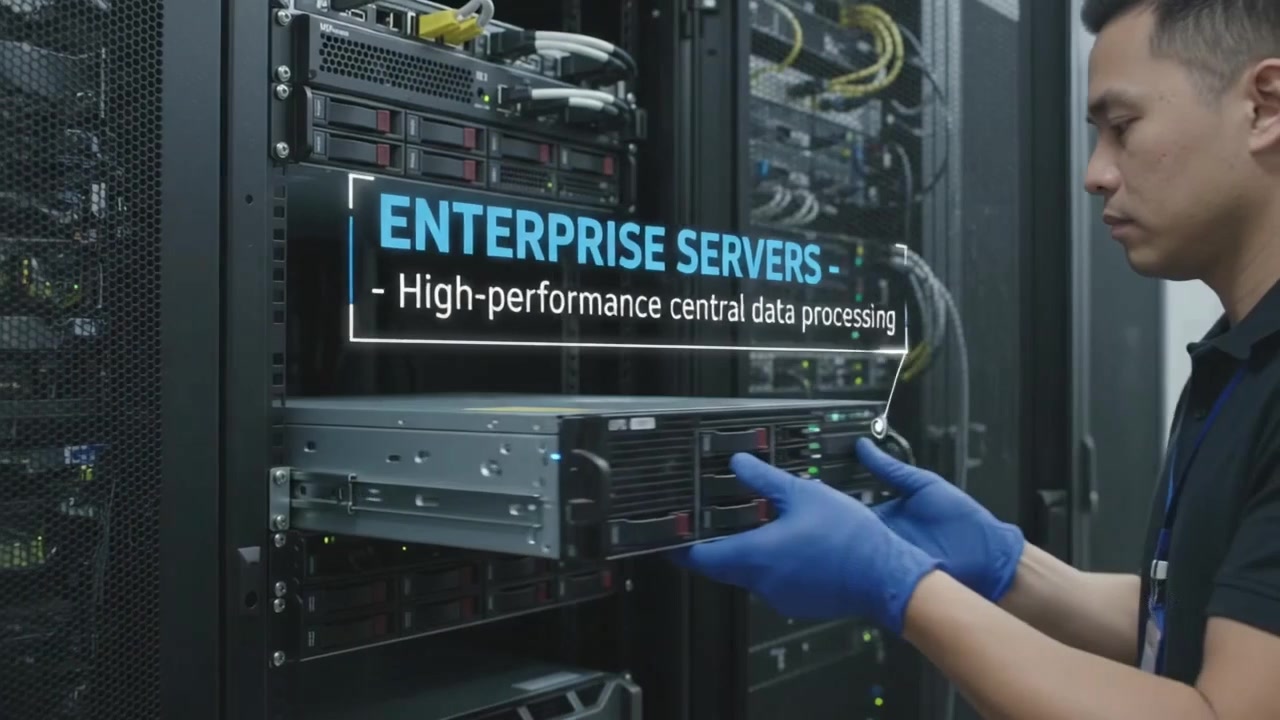 ENTERPRISE SERVERS -
- High-performance central data processing